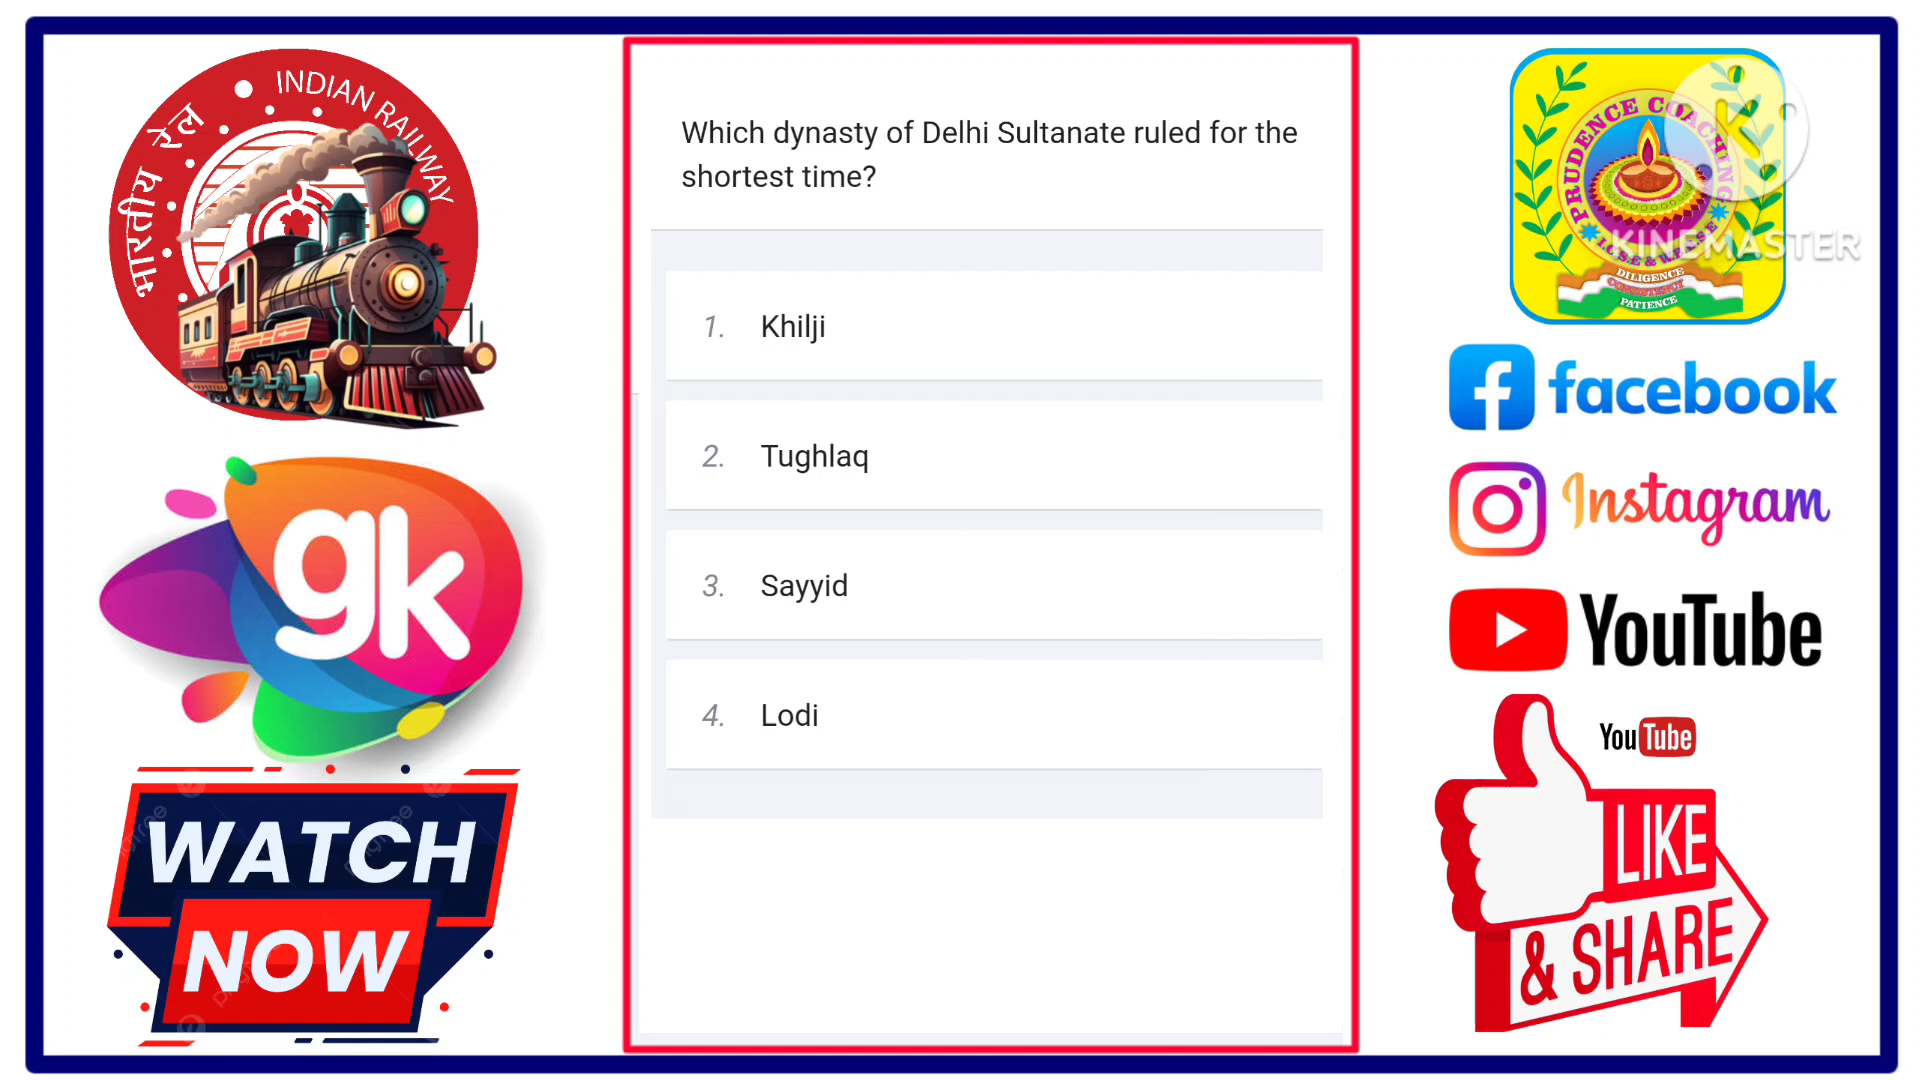 भारतीय रेल
INDIAN RAILWAY
Which dynasty of Delhi Sultanate ruled for the
shortest time?
1. Khilji
2. Tughlaq
3. Sayyid
4. Lodi
gk
WATCH
NOW
PRUDENCE COACHING
DILIGENCE
CONSISTENCY
PATIENCE
KINEMASTER
facebook
Instagram
YouTube
YouTube
LIKE
& SHARE